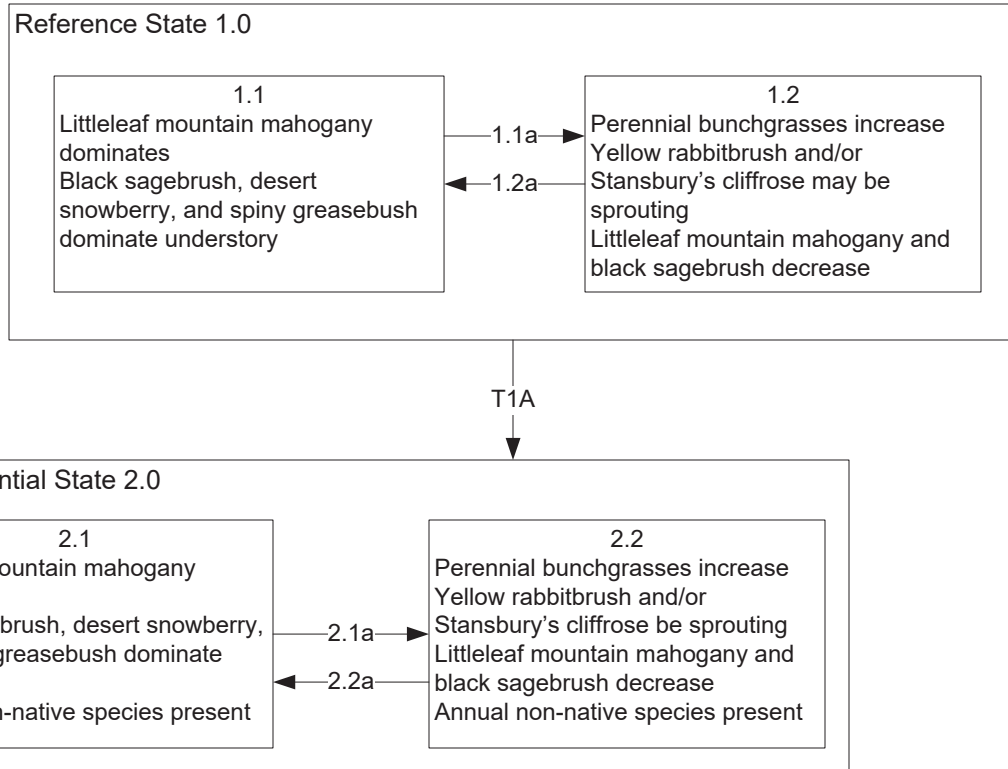 Reference State 1.0
1.1
Littleleaf mountain mahogany
dominates
Black sagebrush, desert
snowberry, and spiny greasebush
dominate understory
1.1a
1.2a
1.2
Perennial bunchgrasses increase
Yellow rabbitbrush and/or
Stansbury’s cliffrose may be
sprouting
Littleleaf mountain mahogany and
black sagebrush decrease
T1A
ntial State 2.0
2.1
ountain mahogany
brush, desert snowberry,
greasebush dominate
n-native species present
2.1a
2.2a
2.2
Perennial bunchgrasses increase
Yellow rabbitbrush and/or
Stansbury’s cliffrose be sprouting
Littleleaf mountain mahogany and
black sagebrush decrease
Annual non-native species present